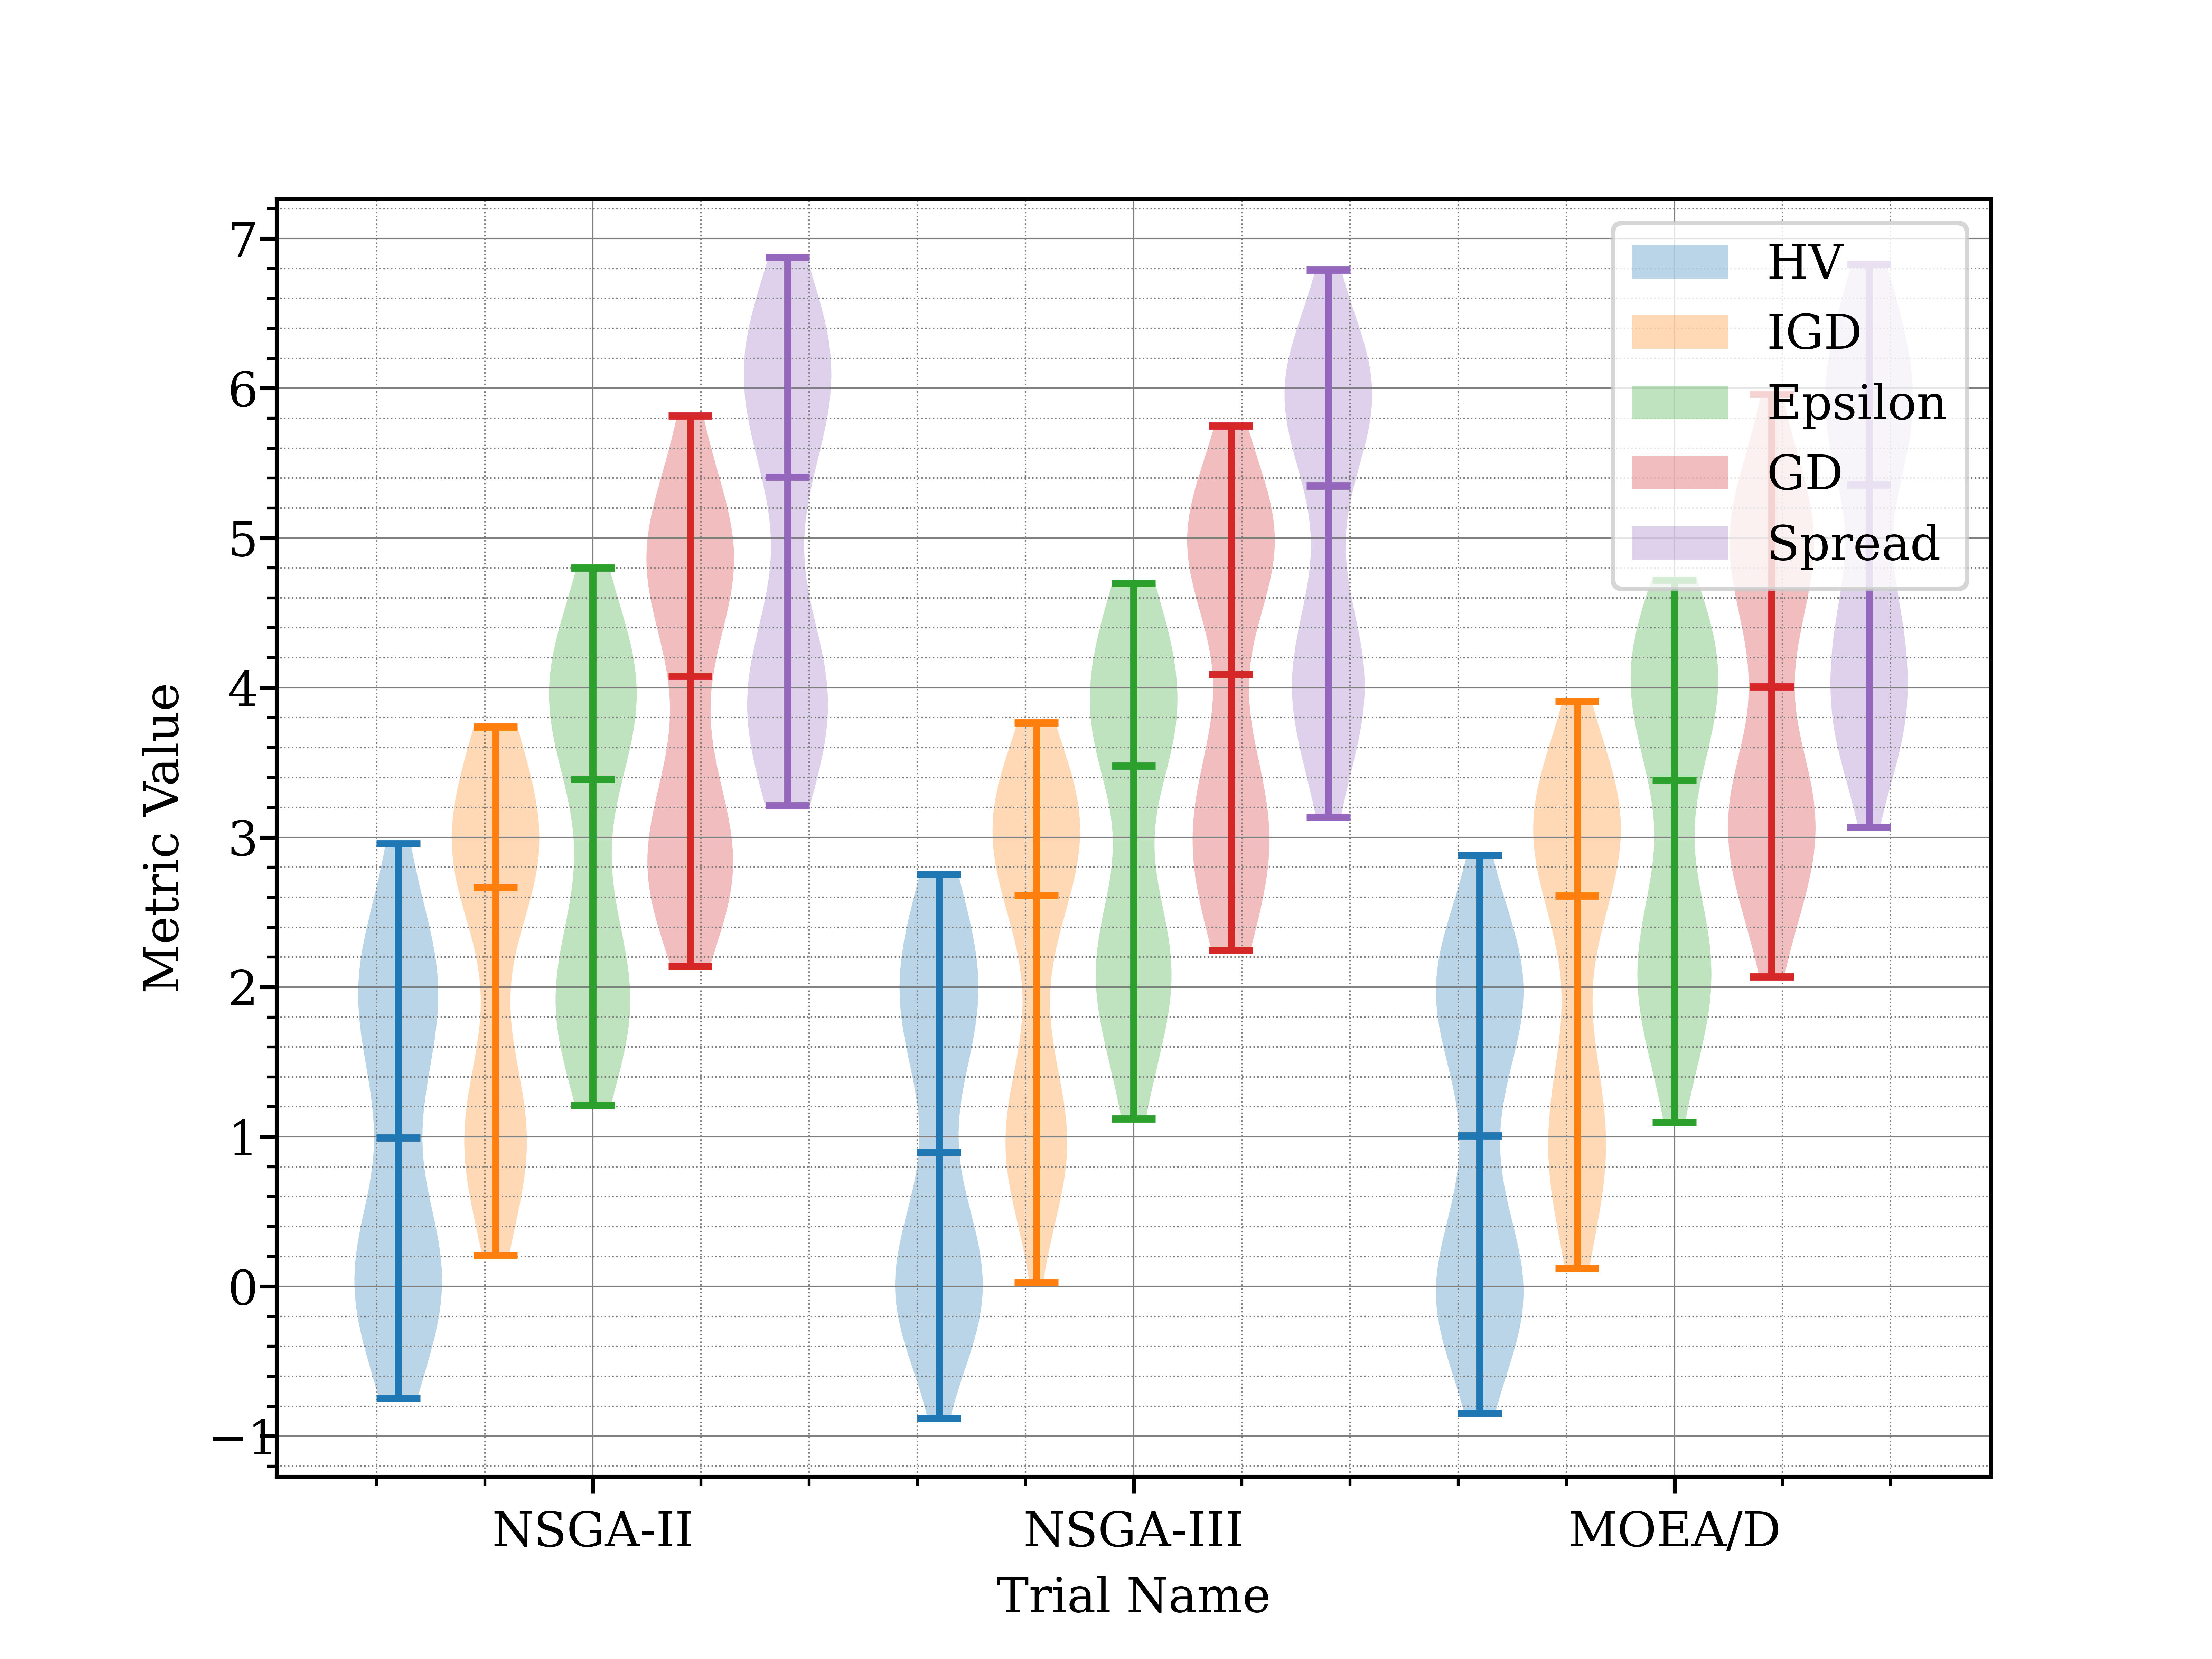 7
6
5
4
3
2
1
0
−1
Metric Value
HV
IGD
Epsilon
GD
Spread
NSGA-II
NSGA-III
MOEA/D
Trial Name